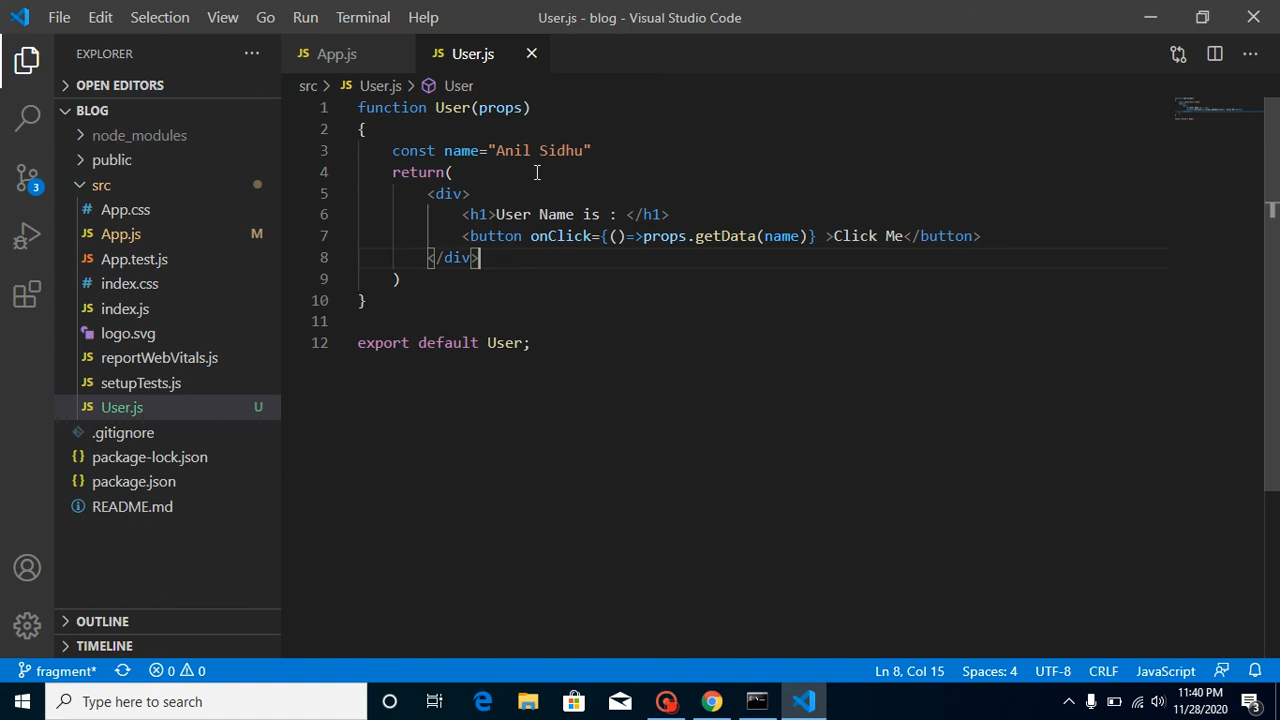 File Edit Selection View Go Run Terminal Help User.js - blog - Visual Studio Code
EXPLORER
OPEN EDITORS
BLOG
node_modules
public
src
App.css
App.js M
App.test.js
index.css
index.js
logo.svg
reportWebVitals.js
setupTests.js
User.js U
.gitignore
package-lock.json
package.json
README.md
OUTLINE
TIMELINE
3
JS App.js JS User.js
src > JS User.js > User
1 function User(props)
2 {
3 const name="Anil Sidhu"
4 return(
5 <div>
6 <h1>User Name is : </h1>
7 <button onClick={()=>props.getData(name)} >Click Me</button>
8 </div>
9 )
10 }
11
12 export default User;
fragment* 0 0 Ln 8, Col 15 Spaces: 4 UTF-8 CRLF JavaScript
Type here to search
11:40 PM
11/28/2020
3